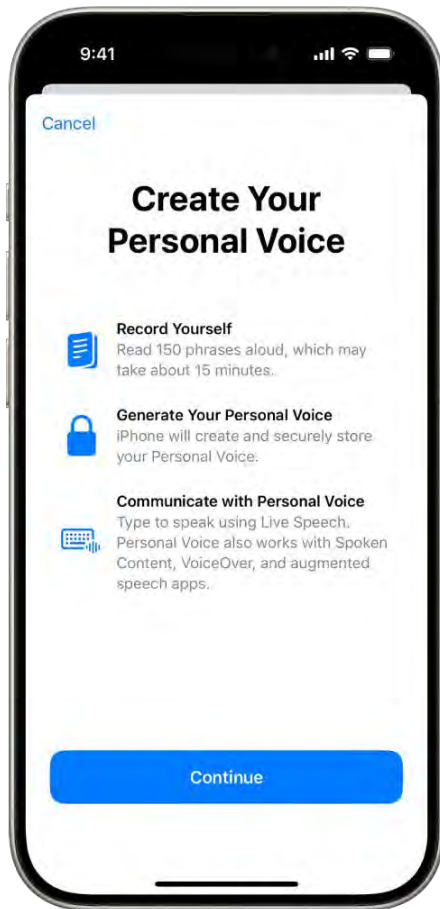 9:41
Cancel
Create Your
Personal Voice
Record Yourself
Read 150 phrases aloud, which may
take about 15 minutes.
Generate Your Personal Voice
iPhone will create and securely store
your Personal Voice.
Communicate with Personal Voice
Type to speak using Live Speech.
Personal Voice also works with Spoken
Content, VoiceOver, and augmented
speech apps.
Continue